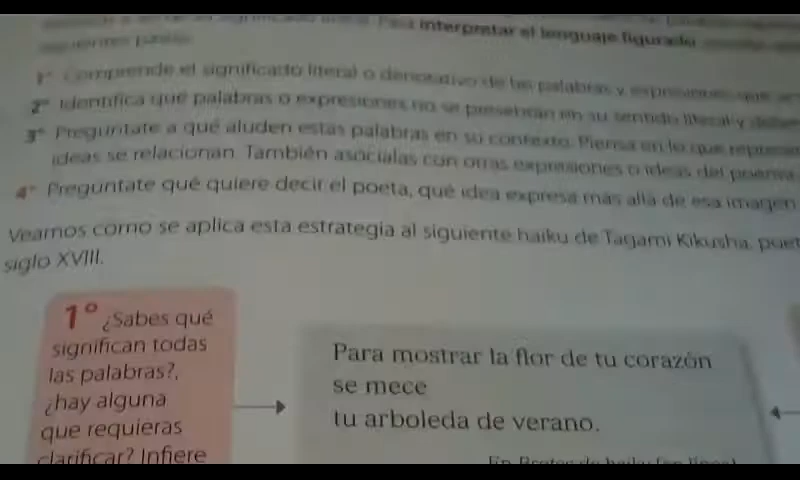 interpretar el lenguaje figurado
1° Comprende el significado literal o denotativo de las palabras y expresiones que
2° Identifica qué palabras o expresiones no se presentan en su sentido literal y
3° Pregúntate a qué aluden estas palabras en su contexto. Piensa en lo que
ideas se relacionan. También asócialas con otras expresiones o ideas del poema.
4° Pregúntate qué quiere decir el poeta, qué idea expresa más allá de esa imagen
Veamos cómo se aplica esta estrategia al siguiente haiku de Tagami Kikusha, poet
siglo XVIII.
1° ¿Sabes qué
significan todas
las palabras?,
¿hay alguna
que requieras
clarificar? Infiere
Para mostrar la flor de tu corazón
se mece
tu arboleda de verano.